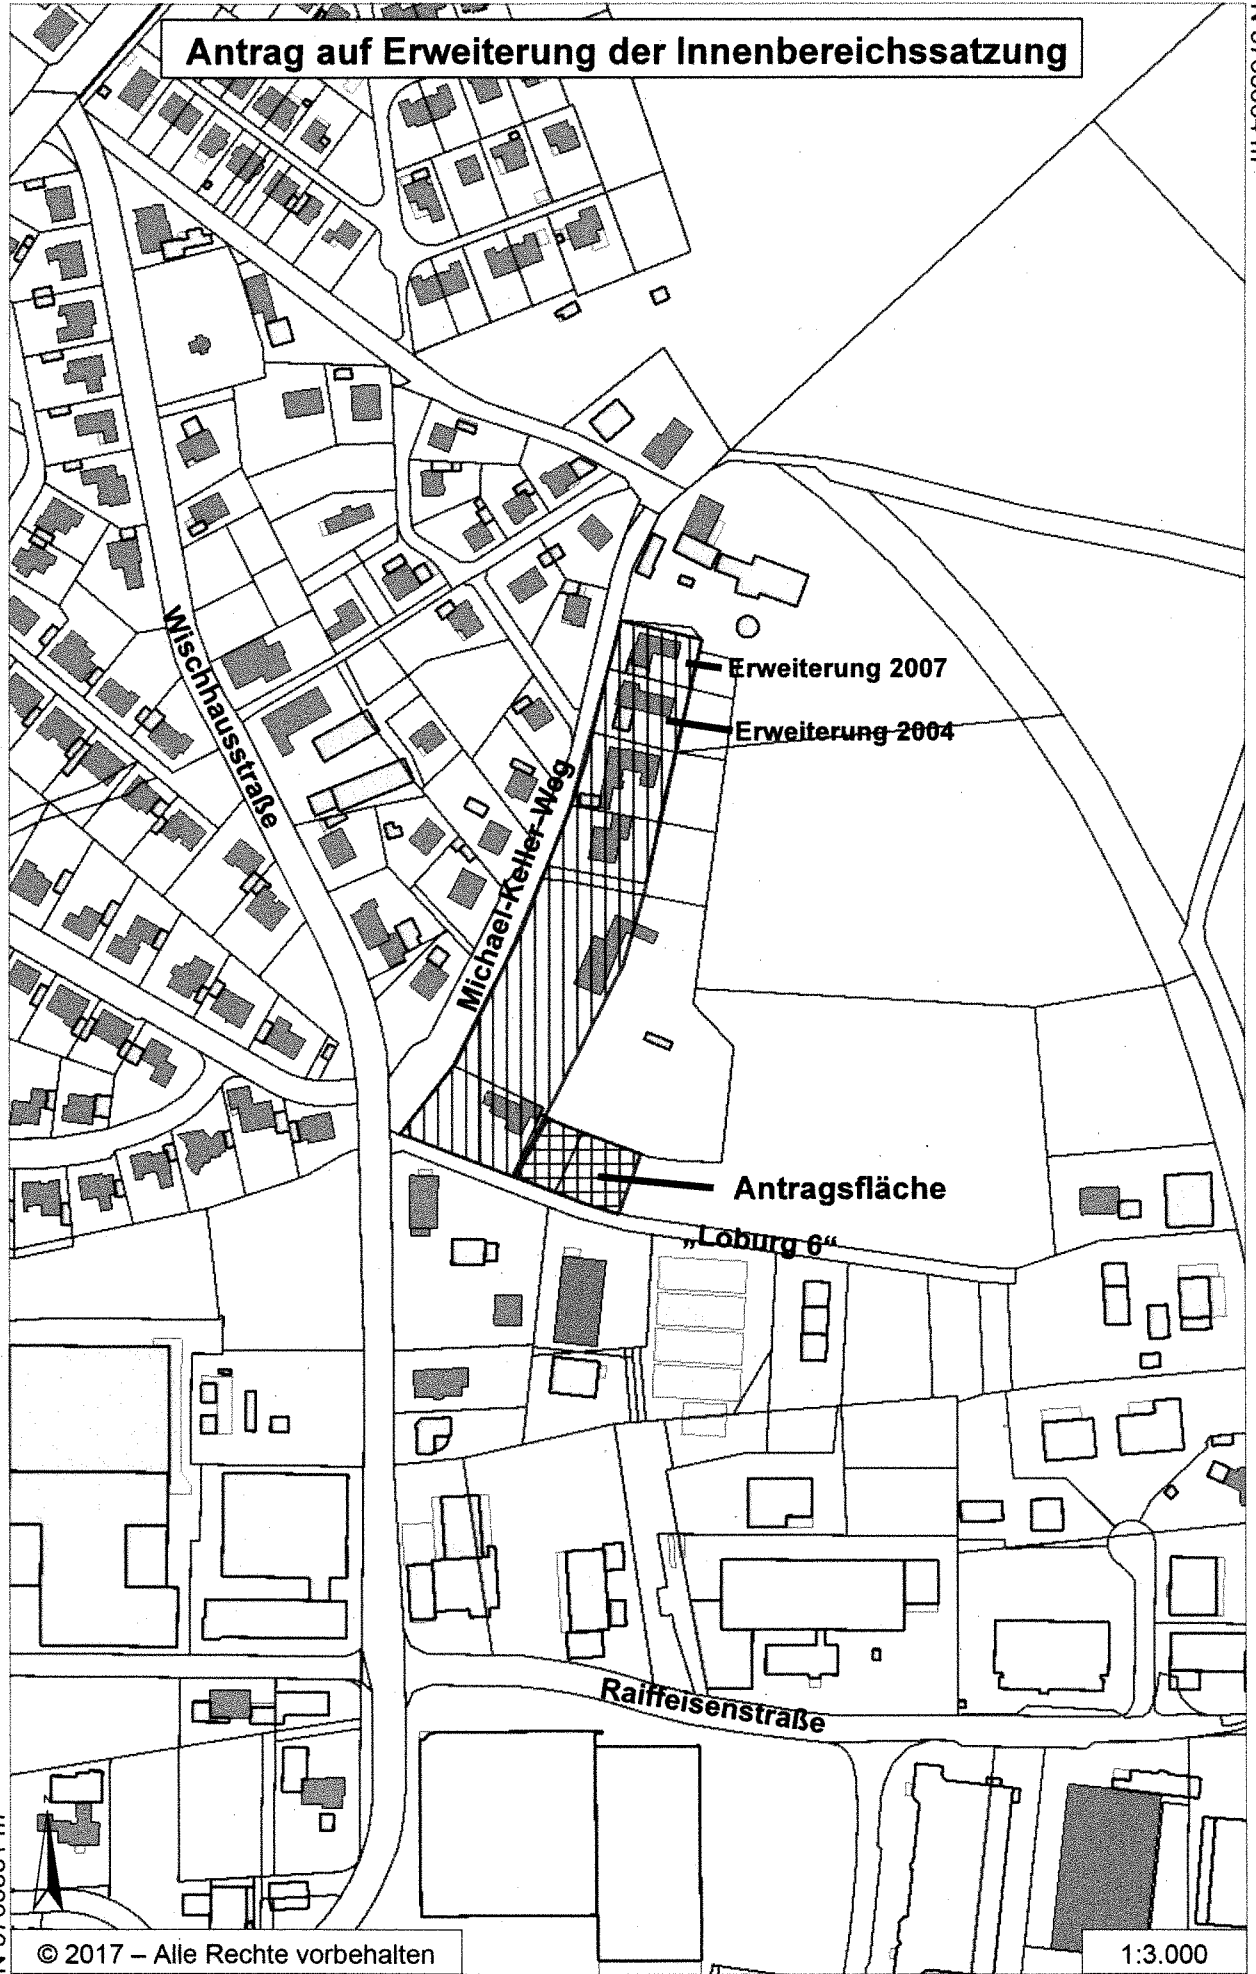 Antrag auf Erweiterung der Innenbereichssatzung
Erweiterung 2007
Erweiterung 2004
Wischhausstraße
Michael-Keller-Weg
Antragsfläche
„Loburg 6“
Raiffeisenstraße
© 2017 – Alle Rechte vorbehalten
1:3.000